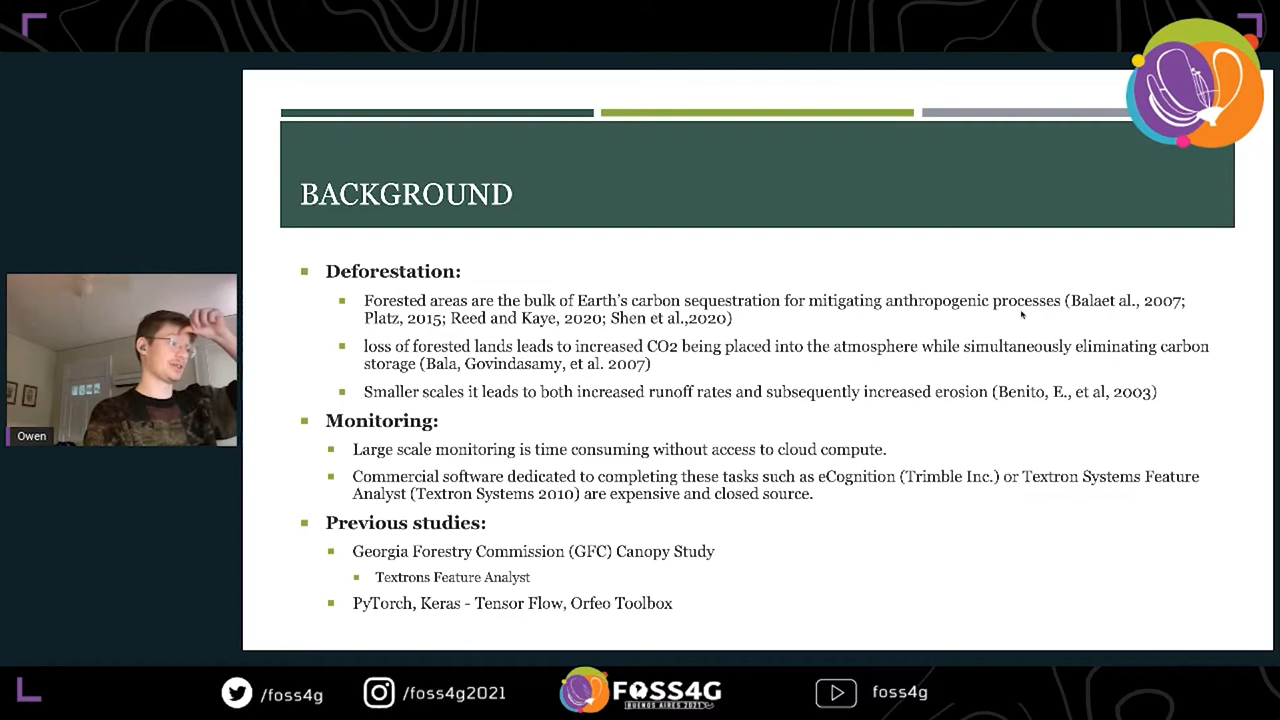 BACKGROUND
Deforestation:
Forested areas are the bulk of Earth's carbon sequestration for mitigating anthropogenic processes (Balaet al., 2007;
Platz, 2015; Reed and Kaye, 2020; Shen et al.,2020)
loss of forested lands leads to increased CO2 being placed into the atmosphere while simultaneously eliminating carbon
storage (Bala, Govindasamy, et al. 2007)
Smaller scales it leads to both increased runoff rates and subsequently increased erosion (Benito, E., et al, 2003)
Monitoring:
Large scale monitoring is time consuming without access to cloud compute.
Commercial software dedicated to completing these tasks such as eCognition (Trimble Inc.) or Textron Systems Feature
Analyst (Textron Systems 2010) are expensive and closed source.
Previous studies:
Georgia Forestry Commission (GFC) Canopy Study
Textrons Feature Analyst
PyTorch, Keras - Tensor Flow, Orfeo Toolbox
Owen
/foss4g
/foss4g2021
FOSS4G
BUENOS AIRES 2021
foss4g